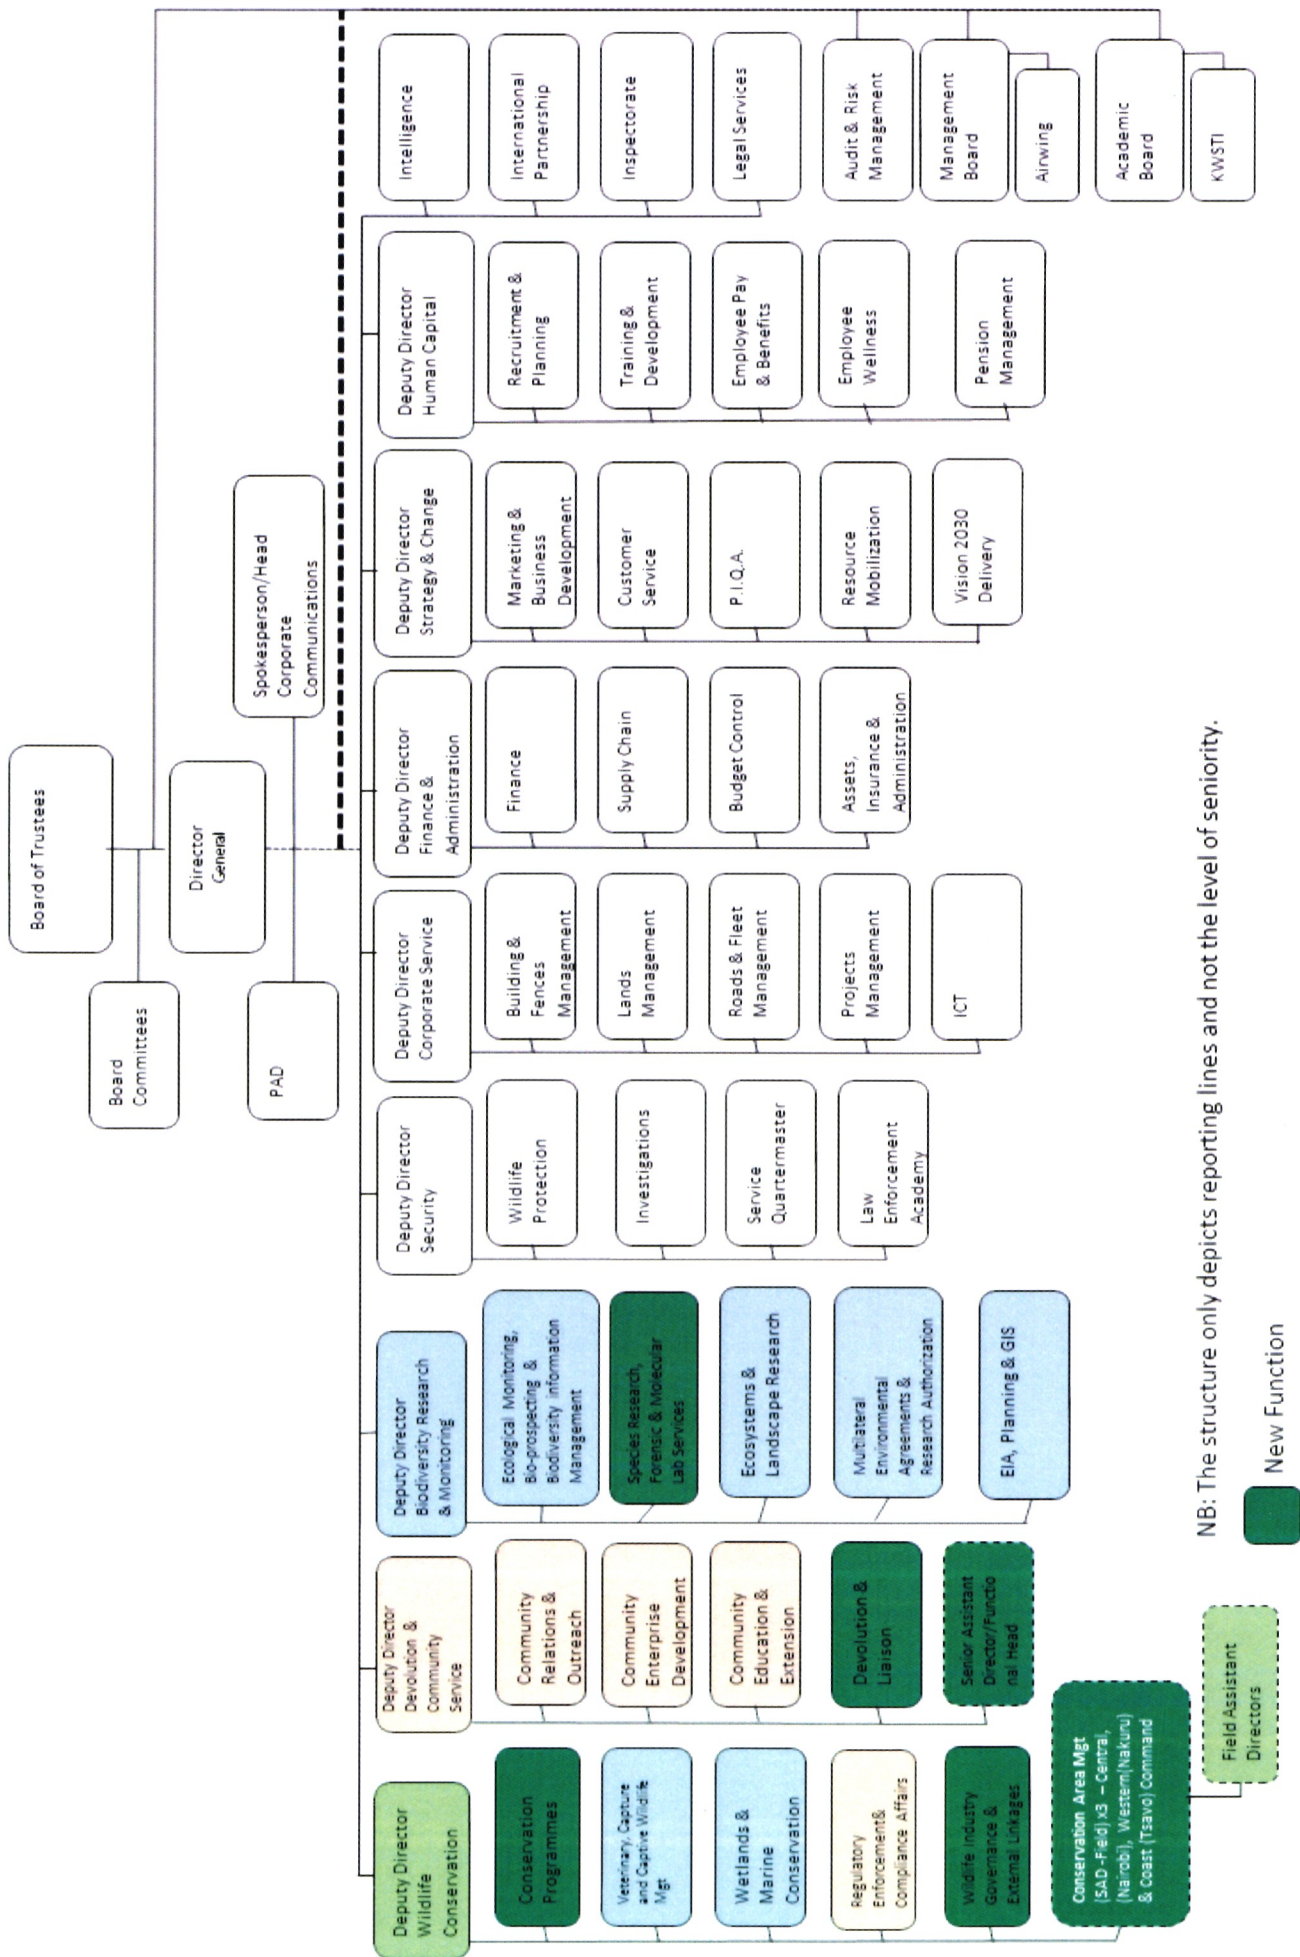 Board of Trustees
Board
Committees
Director
General
PAD
Spokesperson/Head
Corporate
Communications
Deputy Director
Wildlife
Conservation
Conservation
Programmes
Veterinary, Capture
and Captive Wildlife
Mgt
Wetlands &
Marine
Conservation
Regulatory
Enforcement&
Compliance Affairs
Wildlife Industry
Governance &
External Linkages
Conservation Area Mgt
(SAD -Field) x3 – Central,
(Nairobi), Western(Nakuru)
& Coast (Tsavo) Command
Field Assistant
Directors
Deputy Director
Devolution &
Community
Service
Community
Relations &
Outreach
Community
Enterprise
Development
Community
Education &
Extension
Devolution &
Liaison
Senior Assistant
Director/Functio
nal Head
Deputy Director
Biodiversity Research
& Monitoring
Ecological Monitoring,
Bio-prospecting &
Biodiversity information
Management
Species Research,
Forensic & Molecular
Lab Services
Ecosystems &
Landscape Research
Multilateral
Environmental
Agreements &
Research Authorization
EIA, Planning & GIS
Deputy Director
Security
Wildlife
Protection
Investigations
Service
Quartermaster
Law
Enforcement
Academy
Deputy Director
Corporate Service
Building &
Fences
Management
Lands
Management
Roads & Fleet
Management
Projects
Management
ICT
Deputy Director
Finance &
Administration
Finance
Supply Chain
Budget Control
Assets,
Insurance &
Administration
Deputy Director
Strategy & Change
Marketing &
Business
Development
Customer
Service
P.I.Q.A.
Resource
Mobilization
Vision 2030
Delivery
Deputy Director
Human Capital
Recruitment &
Planning
Training &
Development
Employee Pay
& Benefits
Employee
Wellness
Pension
Management
Intelligence
International
Partnership
Inspectorate
Legal Services
Audit & Risk
Management
Management
Board
Airwing
Academic
Board
KWSTI
NB: The structure only depicts reporting lines and not the level of seniority.
New Function